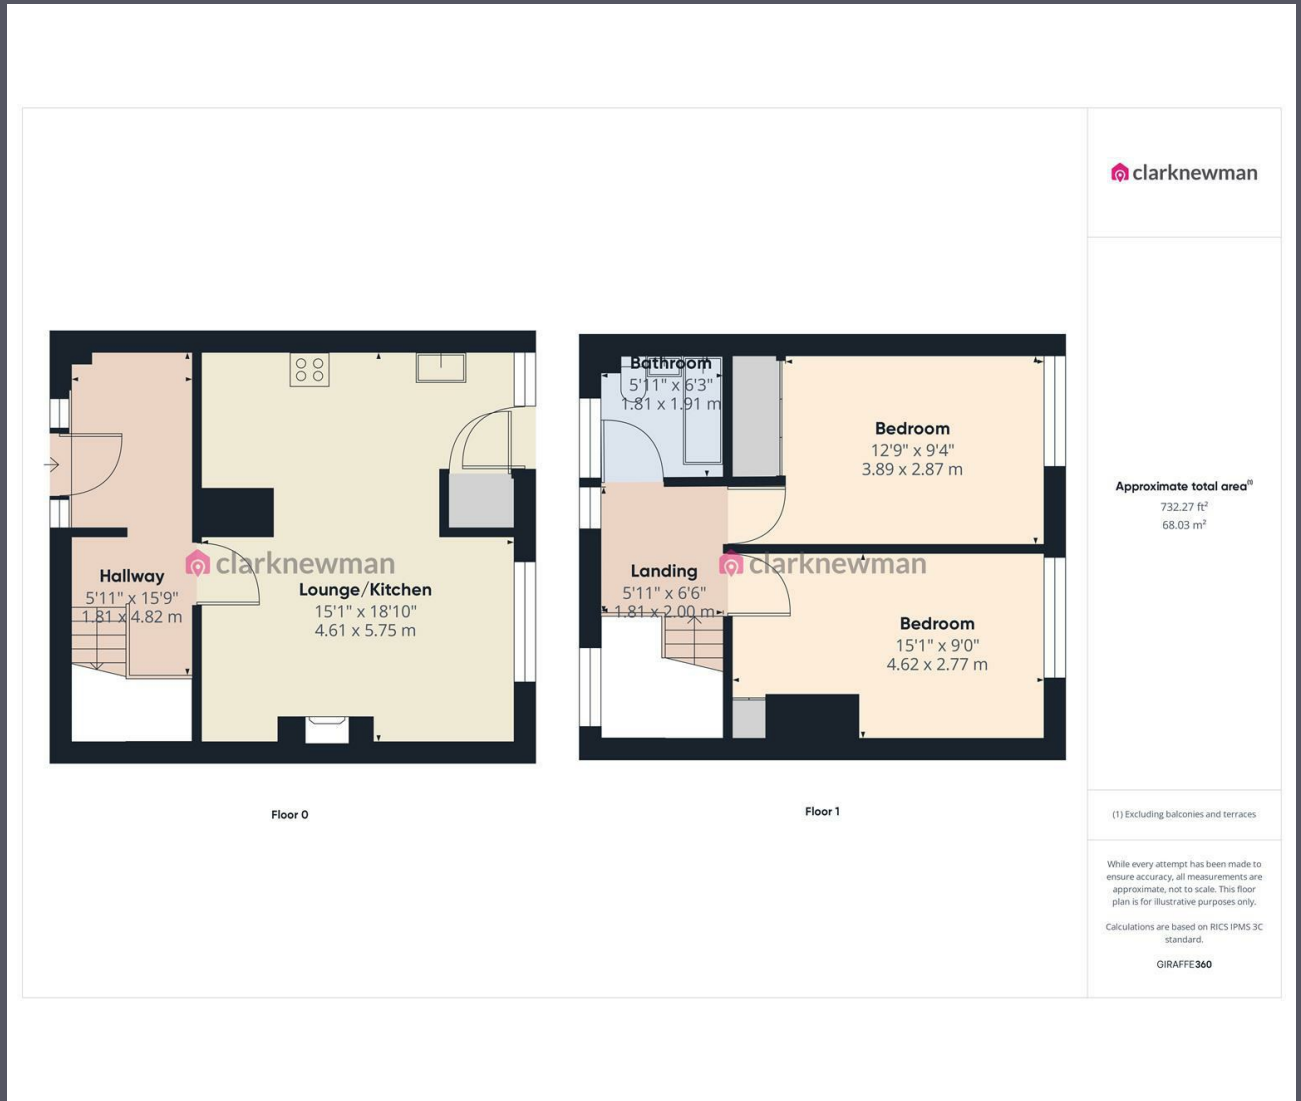 clarknewman
Bathroom
5'11" x 6'3"
1.81 x 1.91 m
Bedroom
12'9" x 9'4"
3.89 x 2.87 m
Approximate total area(1)
732.27 ft²
68.03 m²
clarknewman
clarknewman
Hallway
5'11" x 15'9"
1.81 x 4.82 m
Lounge/Kitchen
15'1" x 18'10"
4.61 x 5.75 m
Landing
5'11" x 6'6"
1.81 x 2.00 m
Bedroom
15'1" x 9'0"
4.62 x 2.77 m
Floor 0
Floor 1
(1) Excluding balconies and terraces
While every attempt has been made to
ensure accuracy, all measurements are
approximate, not to scale. This floor
plan is for illustrative purposes only.
Calculations are based on RICS IPMS 3C
standard.
GIRAFFE360